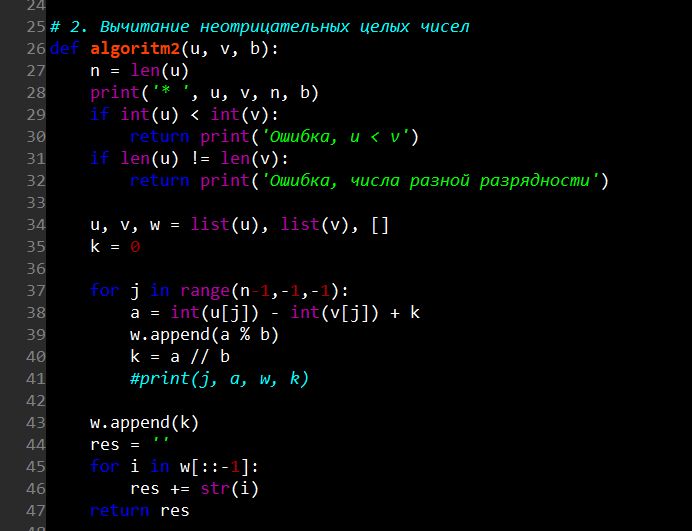 24
25 # 2. Вычитание неотрицательных целых чисел
26 def algoritm2(u, v, b):
27     n = len(u)
28     print('* ', u, v, n, b)
29     if int(u) < int(v):
30         return print('Ошибка, u < v')
31     if len(u) != len(v):
32         return print('Ошибка, числа разной разрядности')
33
34     u, v, w = list(u), list(v), []
35     k = 0
36
37     for j in range(n-1,-1,-1):
38         a = int(u[j]) - int(v[j]) + k
39         w.append(a % b)
40         k = a // b
41         #print(j, a, w, k)
42
43     w.append(k)
44     res = ''
45     for i in w[::-1]:
46         res += str(i)
47     return res